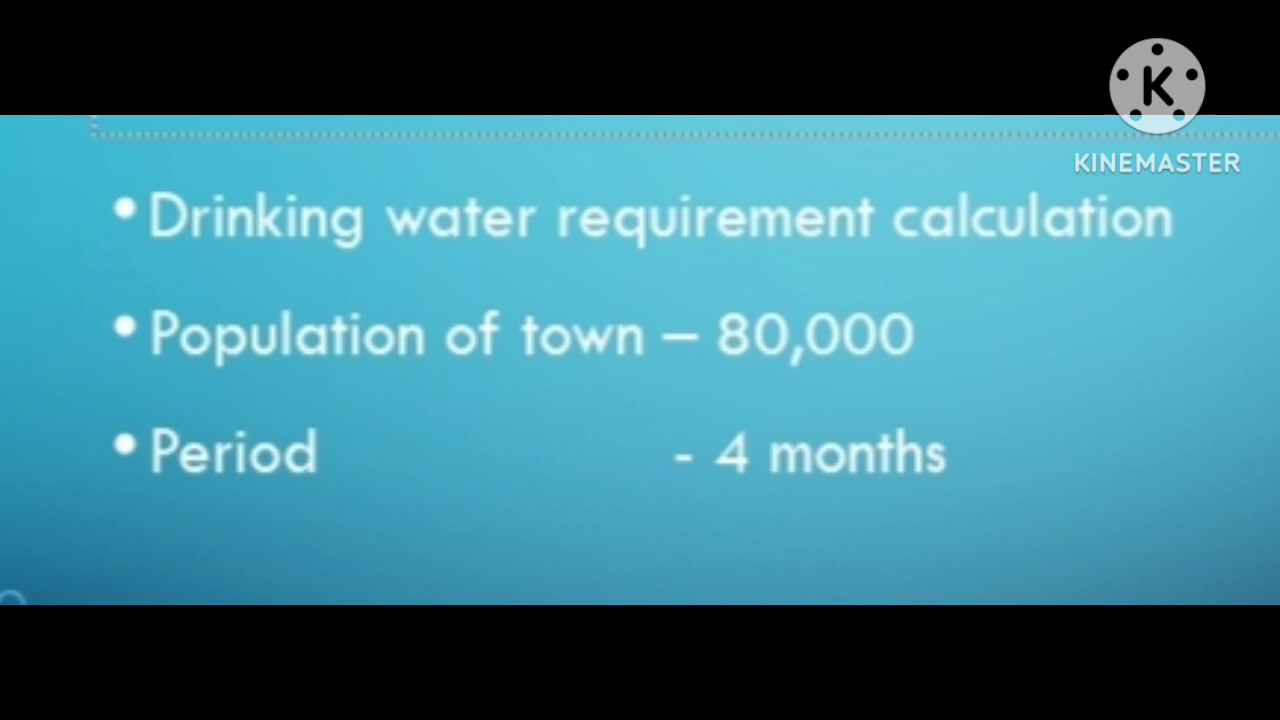 K
KINEMASTER
• Drinking water requirement calculation
• Population of town – 80,000
• Period - 4 months